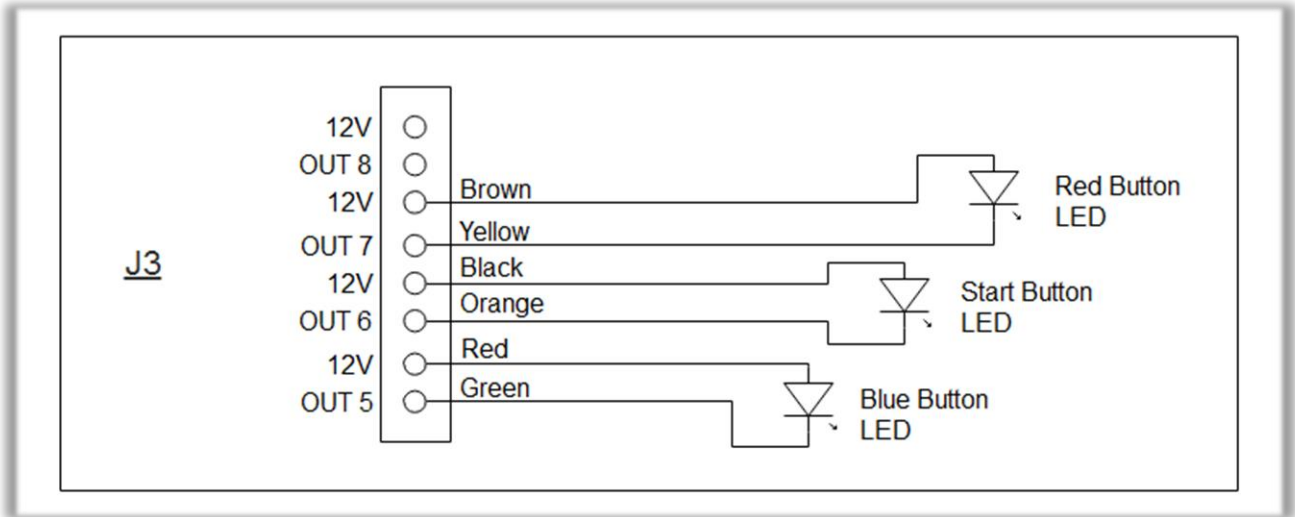 12V
OUT 8
12V
Brown
OUT 7
Yellow
J3
12V
Black
OUT 6
Orange
12V
Red
OUT 5
Green
Red Button
LED
Start Button
LED
Blue Button
LED